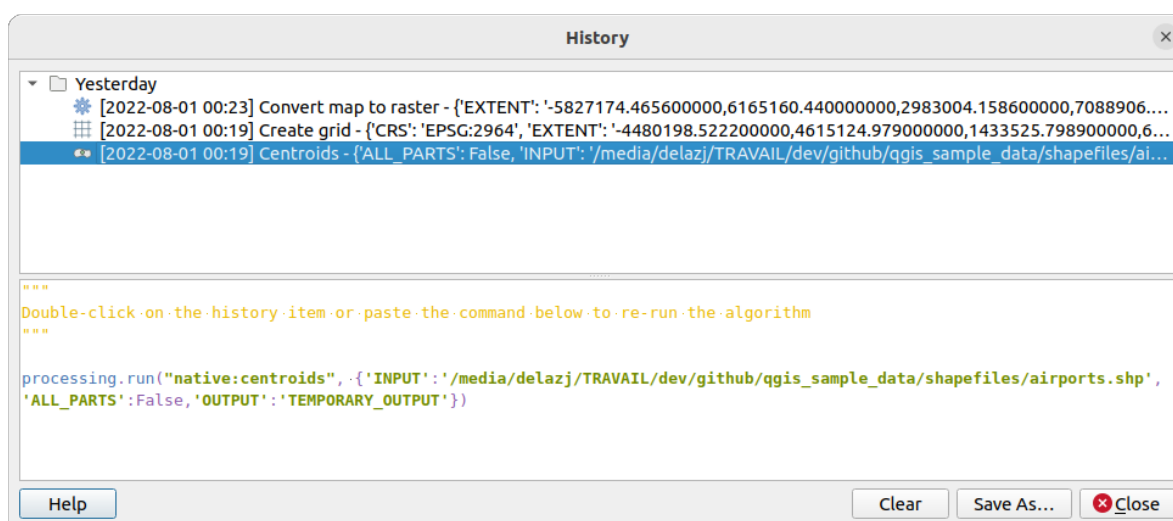 History
Yesterday
[2022-08-01 00:23] Convert map to raster - {'EXTENT': '-5827174.465600000,6165160.440000000,2983004.158600000,7088906....
[2022-08-01 00:19] Create grid - {'CRS': 'EPSG:2964', 'EXTENT': '-4480198.522200000,4615124.979000000,1433525.798900000,6...
[2022-08-01 00:19] Centroids - {'ALL_PARTS': False, 'INPUT': '/media/delazj/TRAVAIL/dev/github/qgis_sample_data/shapefiles/ai...
"""
Double-click·on·the·history·item·or·paste·the·command·below·to·re-run·the·algorithm
"""
processing.run("native:centroids",·{'INPUT':'/media/delazj/TRAVAIL/dev/github/qgis_sample_data/shapefiles/airports.shp',
'ALL_PARTS':False,'OUTPUT':'TEMPORARY_OUTPUT'})
Help Clear Save As... Close